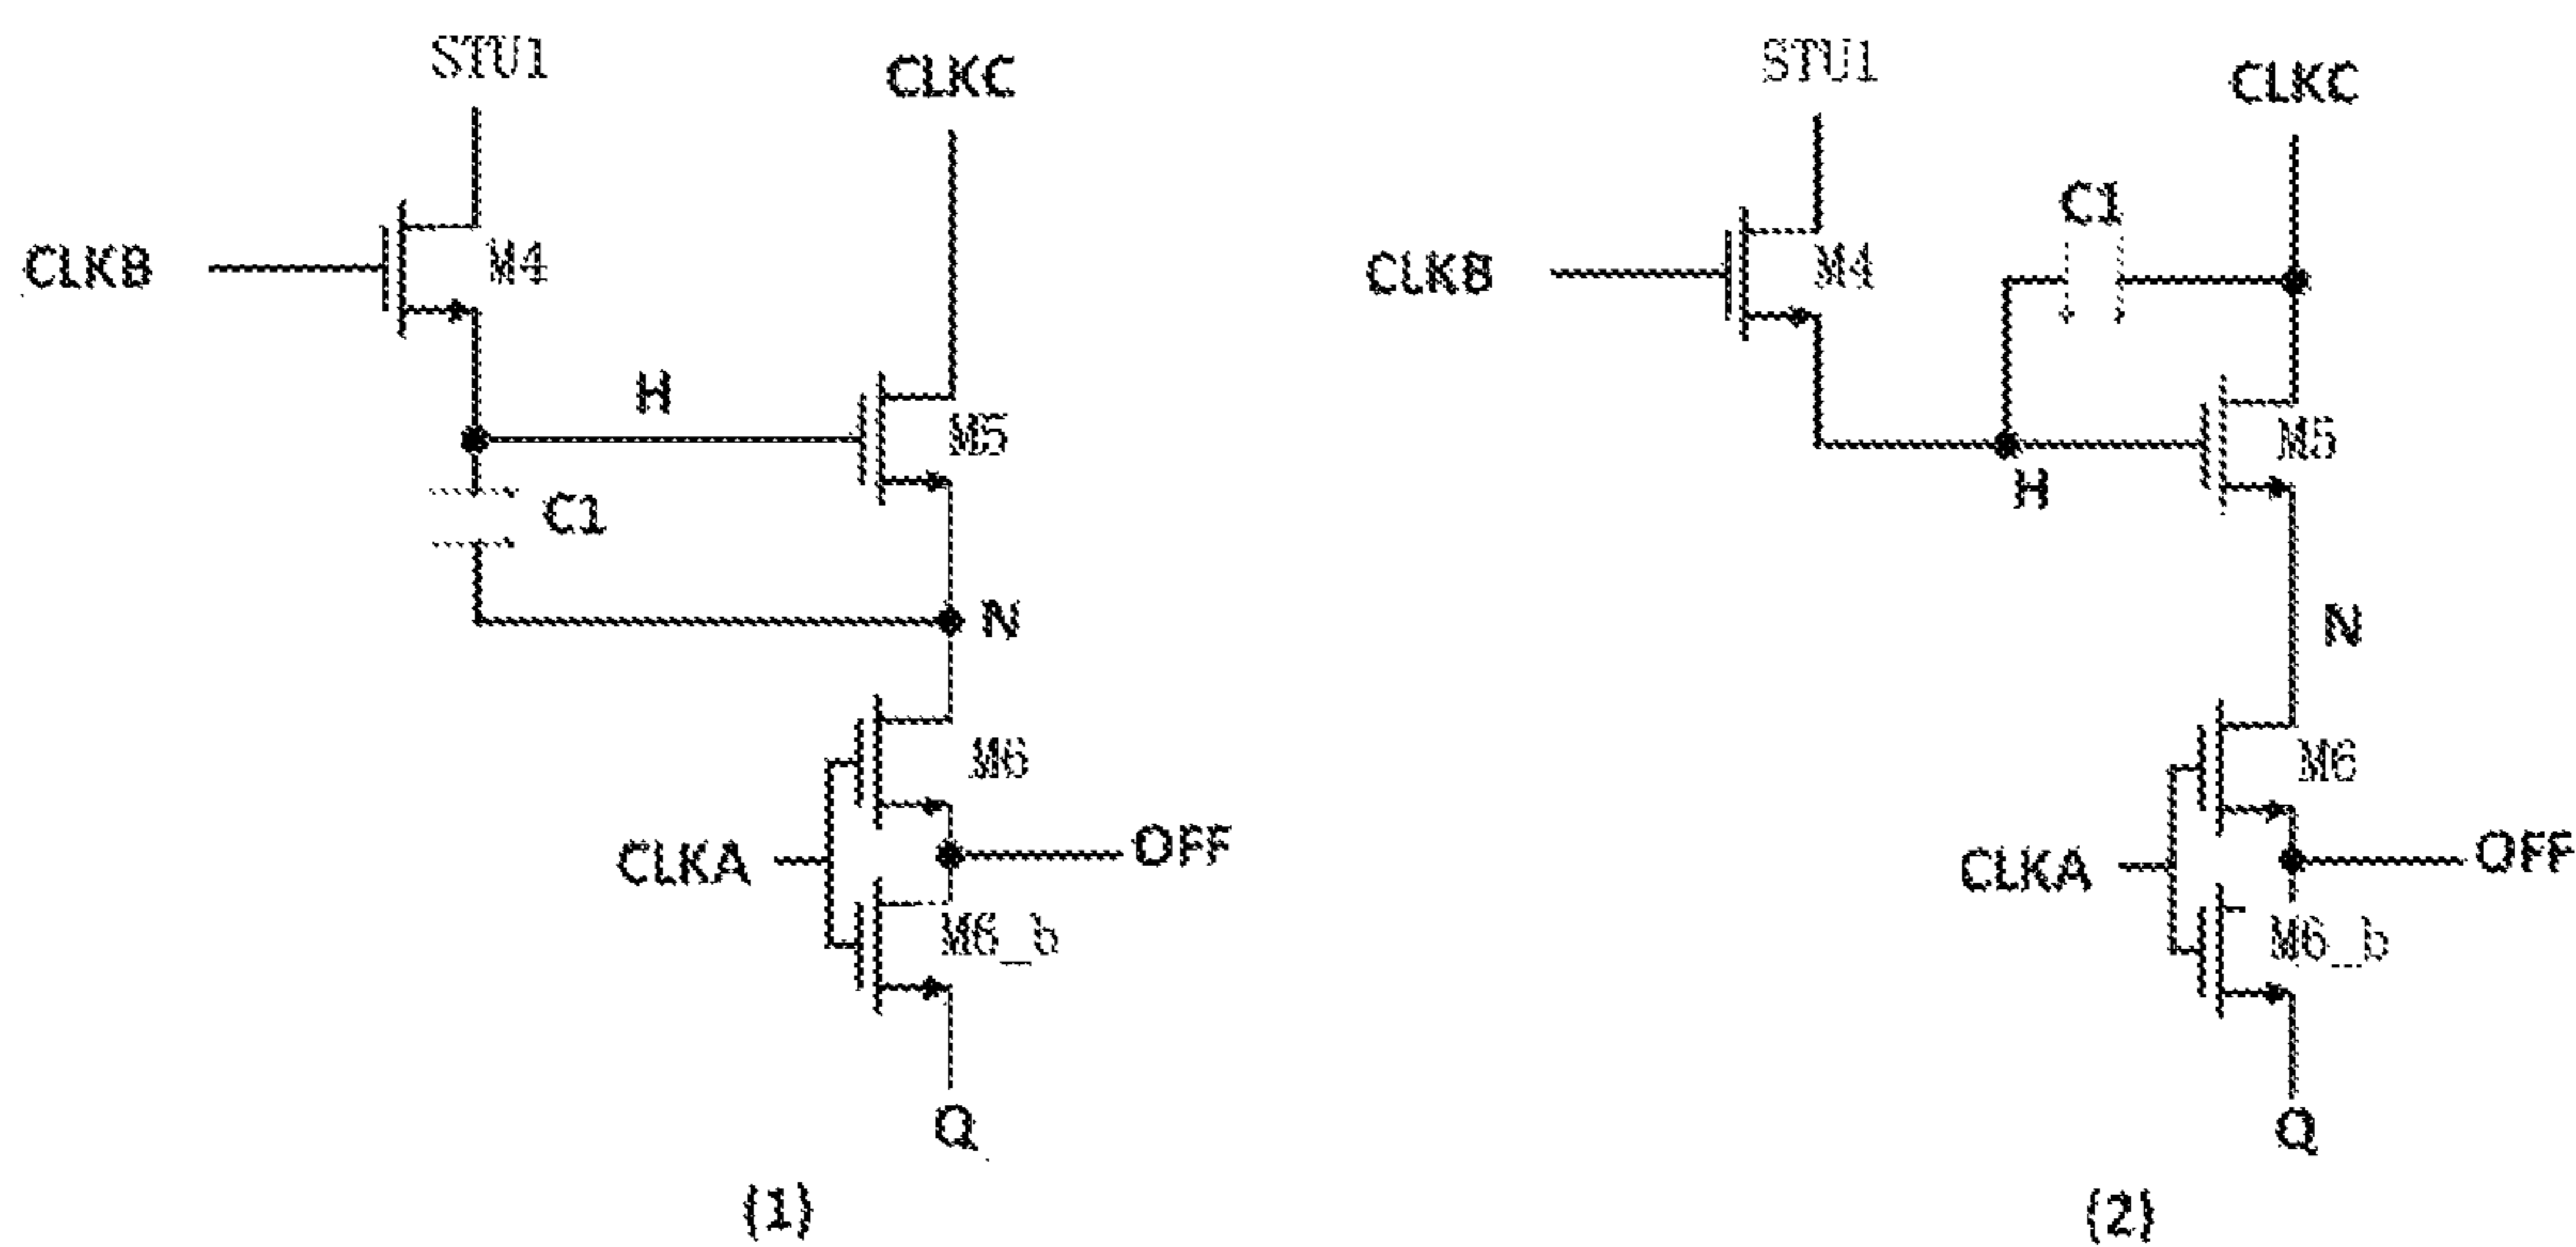 STU1
CLKC
CLKB
M4
H
M5
C1
N
M6
CLKA
OFF
M6_b
Q
(1)
STU1
CLKC
C1
CLKB
M4
M5
H
N
M6
CLKA
OFF
M6_b
Q
(2)